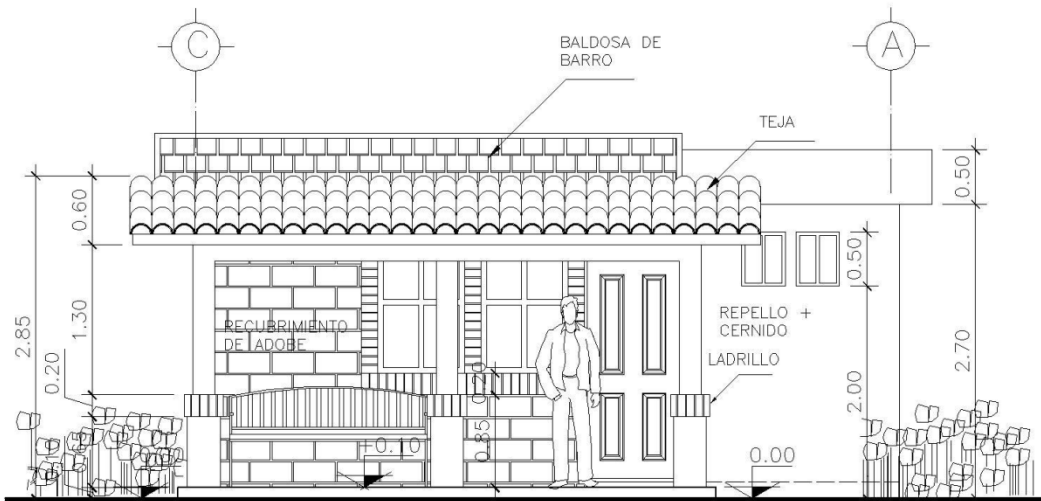 C
A
BALDOSA DE
BARRO
TEJA
0.60
0.50
2.85
1.30
0.20
RECUBRIMIENTO
DE ADOBE
0.50
REPELLO +
CERNIDO
LADRILLO
2.70
2.00
0.20
0.85
+0.10
0.00